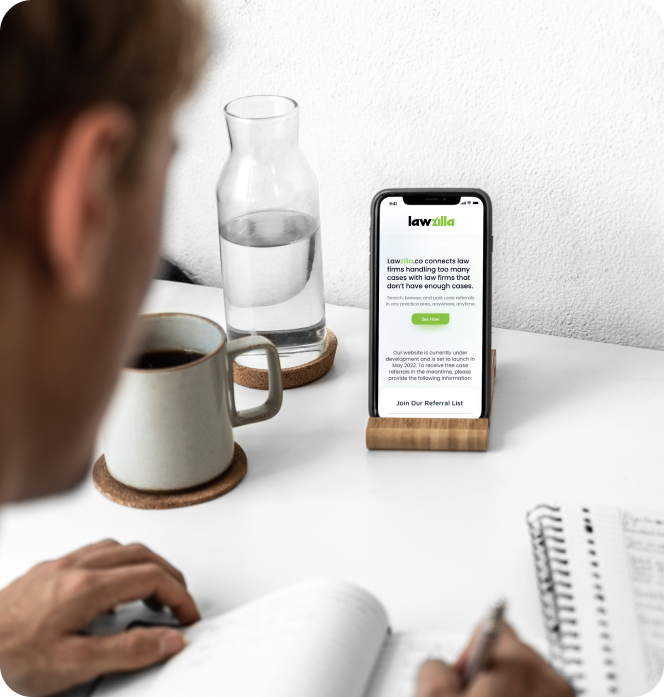 9:41
lawzilla
Lawzilla.co connects law
firms handling too many
cases with law firms that
don't have enough cases.
Search, browse, and post case referrals
in any practice area, anywhere, anytime.
See Now
Our website is currently under
development and is set to launch in
May 2022. To receive free case
referrals in the meantime, please
provide the following information:
Join Our Referral List